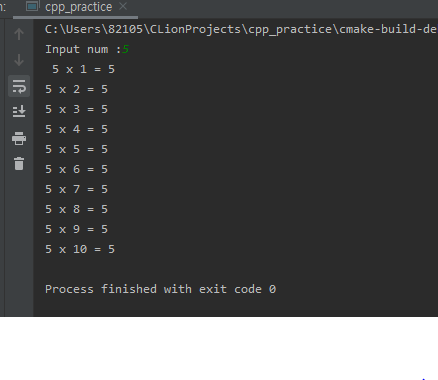 n:
cpp_practice
C:\Users\82105\CLionProjects\cpp_practice\cmake-build-de
Input num :5
5 x 1 = 5
5 x 2 = 5
5 x 3 = 5
5 x 4 = 5
5 x 5 = 5
5 x 6 = 5
5 x 7 = 5
5 x 8 = 5
5 x 9 = 5
5 x 10 = 5
Process finished with exit code 0
.